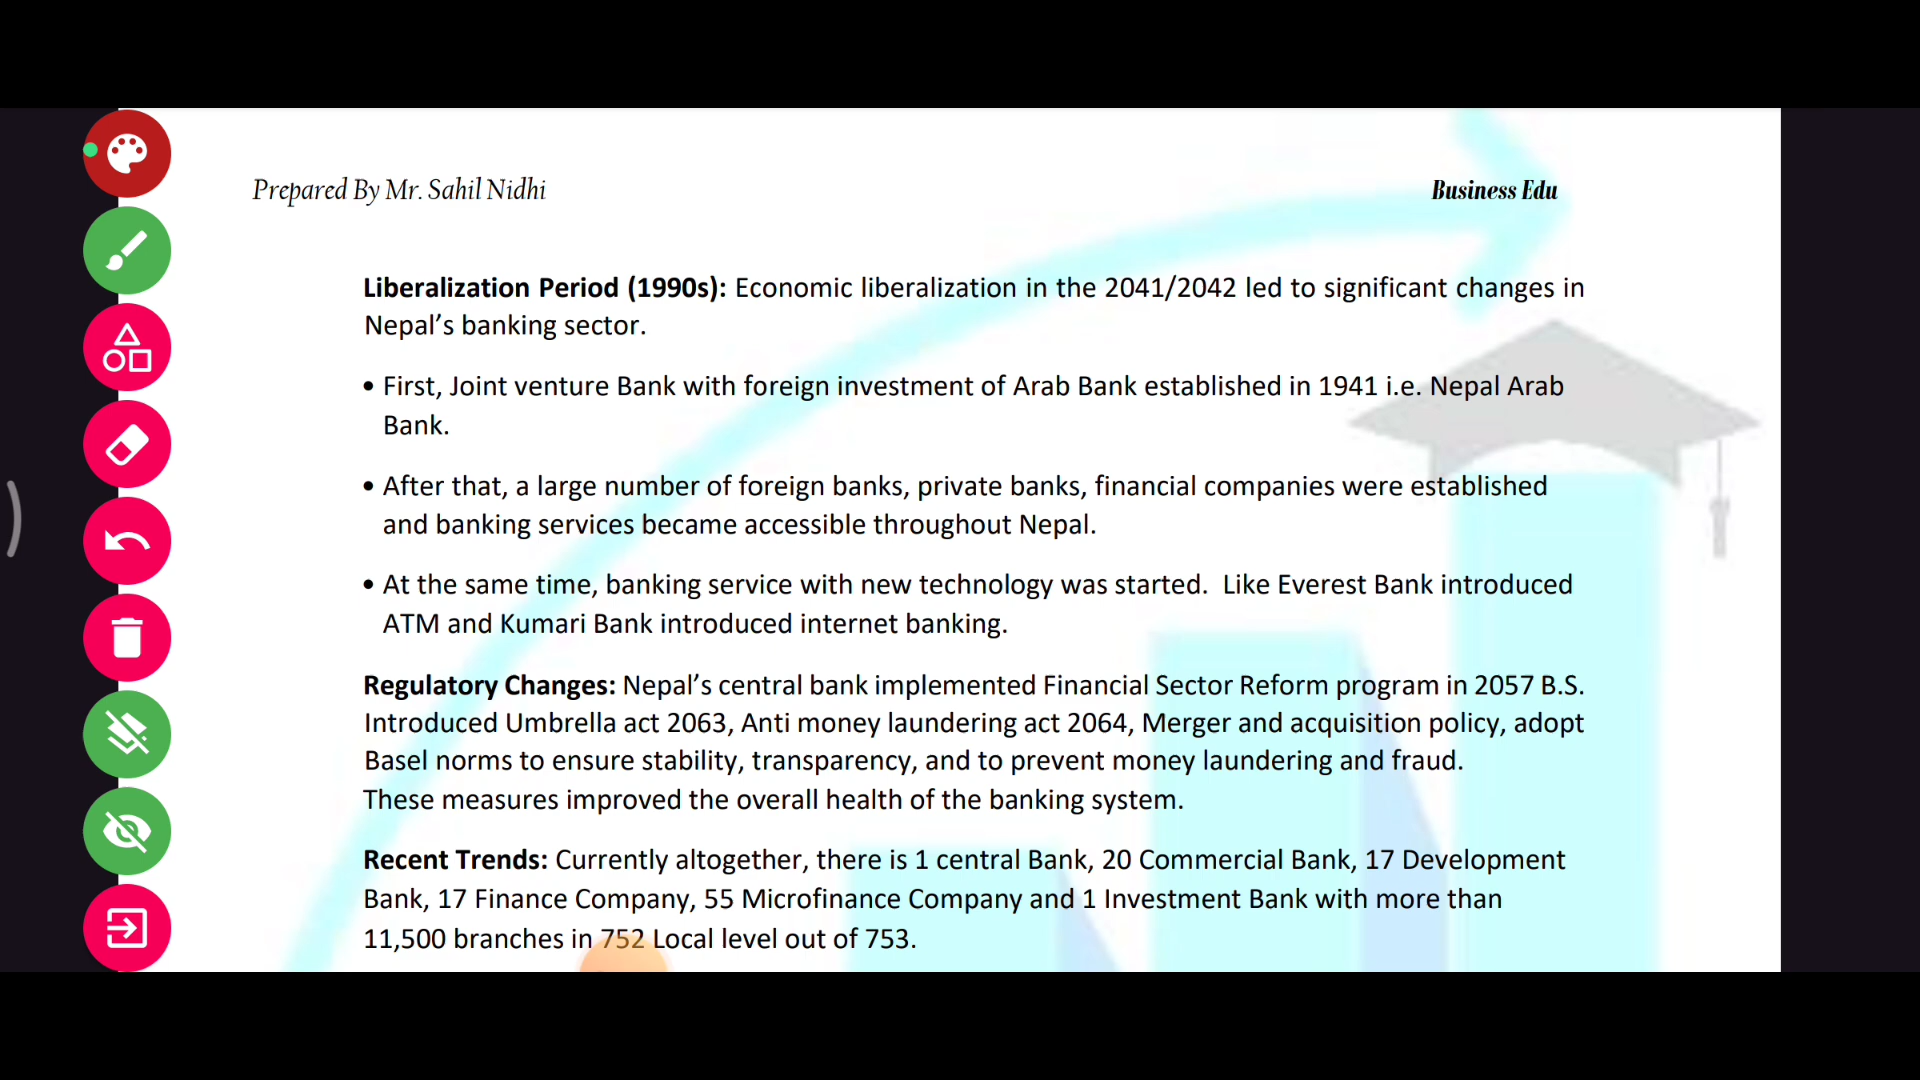 Prepared By Mr. Sahil Nidhi
Business Edu
Liberalization Period (1990s): Economic liberalization in the 2041/2042 led to significant changes in
Nepal’s banking sector.
• First, Joint venture Bank with foreign investment of Arab Bank established in 1941 i.e. Nepal Arab
Bank.
• After that, a large number of foreign banks, private banks, financial companies were established
and banking services became accessible throughout Nepal.
• At the same time, banking service with new technology was started.  Like Everest Bank introduced
ATM and Kumari Bank introduced internet banking.
Regulatory Changes: Nepal’s central bank implemented Financial Sector Reform program in 2057 B.S.
Introduced Umbrella act 2063, Anti money laundering act 2064, Merger and acquisition policy, adopt
Basel norms to ensure stability, transparency, and to prevent money laundering and fraud.
These measures improved the overall health of the banking system.
Recent Trends: Currently altogether, there is 1 central Bank, 20 Commercial Bank, 17 Development
Bank, 17 Finance Company, 55 Microfinance Company and 1 Investment Bank with more than
11,500 branches in 752 Local level out of 753.